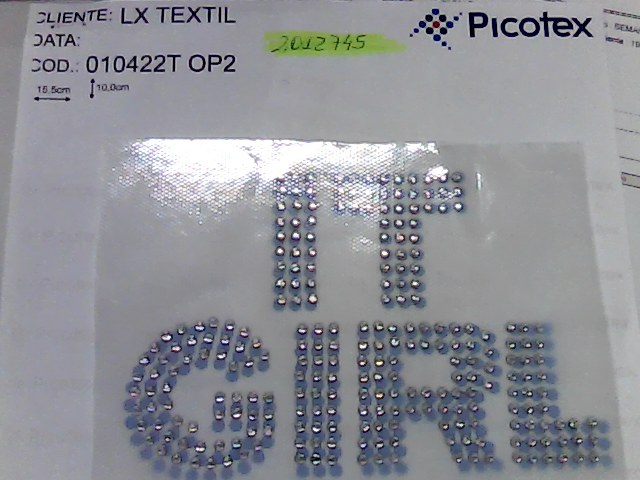 CLIENTE: LX TEXTIL
Picotex
DATA:
2012745
COD.: 010422T OP2
15,5cm 10,0cm
IT
GIRL